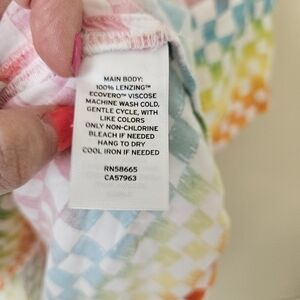 MAIN BODY:
100% LENZING™
ECOVERO™ VISCOSE
MACHINE WASH COLD,
GENTLE CYCLE, WITH
LIKE COLORS
ONLY NON-CHLORINE
BLEACH IF NEEDED
HANG TO DRY
COOL IRON IF NEEDED
RN58665
CA57963